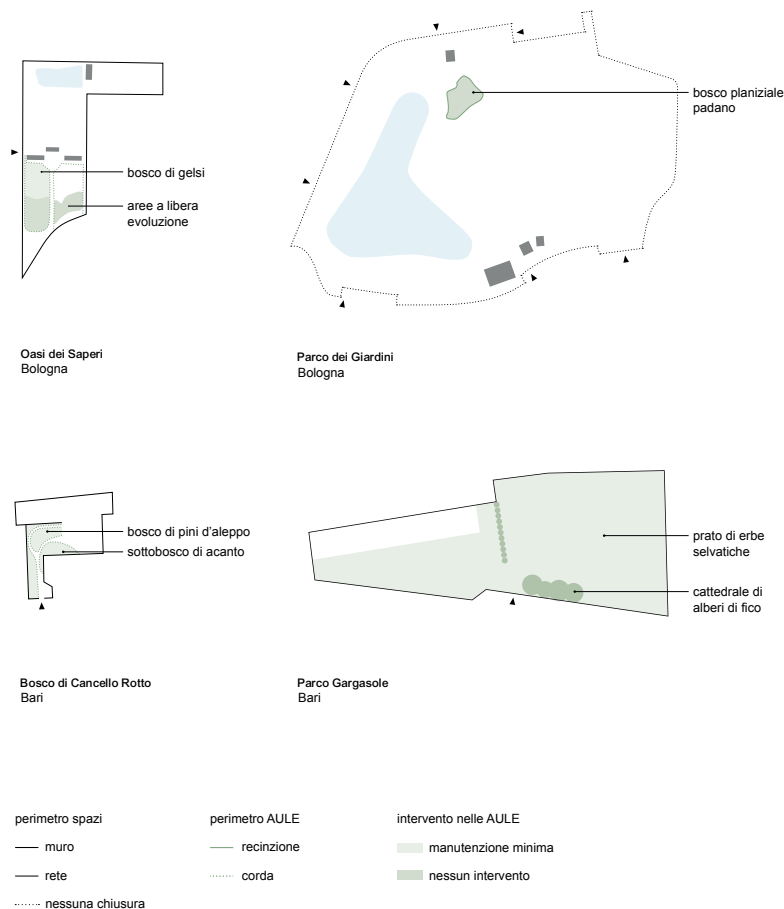 bosco planiziale
padano
bosco di gelsi
aree a libera
evoluzione
Oasi dei Saperi
Bologna
Parco dei Giardini
Bologna
bosco di pini d'aleppo
sottobosco di acanto
prato di erbe
selvatiche
cattedrale di
alberi di fico
Bosco di Cancello Rotto
Bari
Parco Gargasole
Bari
perimetro spazi
muro
rete
nessuna chiusura
perimetro AULE
recinzione
corda
intervento nelle AULE
manutenzione minima
nessun intervento